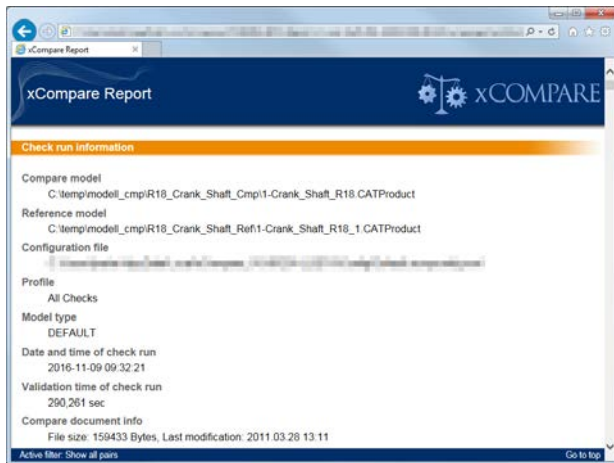 xCompare Report
xCompare Report
xCOMPARE
Check run information
Compare model
C:\temp\modell_cmp\R18_Crank_Shaft_Cmp\1-Crank_Shaft_R18.CATProduct
Reference model
C:\temp\modell_cmp\R18_Crank_Shaft_Ref\1-Crank_Shaft_R18_1.CATProduct
Configuration file
Profile
All Checks
Model type
DEFAULT
Date and time of check run
2016-11-09 09:32:21
Validation time of check run
290,261 sec
Compare document info
File size: 159433 Bytes, Last modification: 2011.03.28 13:11
Active filter: Show all pairs
Go to top